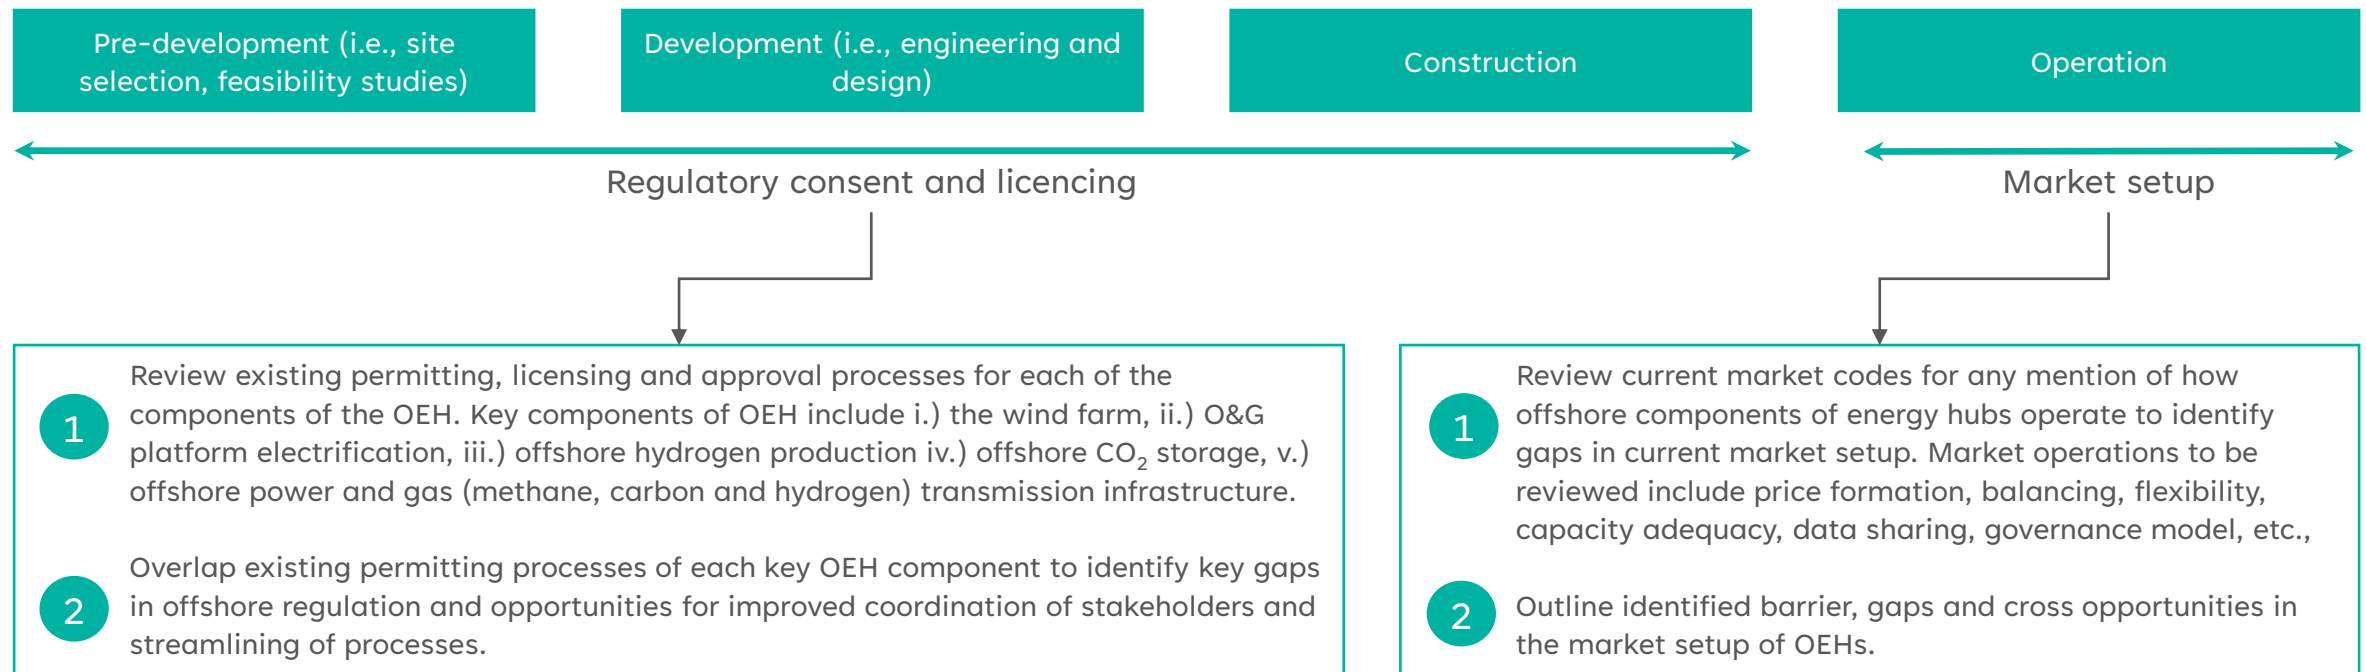 Pre-development (i.e., site
selection, feasibility studies)
Development (i.e., engineering and
design)
Construction
Operation
Regulatory consent and licencing
Market setup
1
Review existing permitting, licensing and approval processes for each of the
components of the OEH. Key components of OEH include i.) the wind farm, ii.) O&G
platform electrification, iii.) offshore hydrogen production iv.) offshore CO₂ storage, v.)
offshore power and gas (methane, carbon and hydrogen) transmission infrastructure.
2
Overlap existing permitting processes of each key OEH component to identify key gaps
in offshore regulation and opportunities for improved coordination of stakeholders and
streamlining of processes.
1
Review current market codes for any mention of how
offshore components of energy hubs operate to identify
gaps in current market setup. Market operations to be
reviewed include price formation, balancing, flexibility,
capacity adequacy, data sharing, governance model, etc.,
2
Outline identified barrier, gaps and cross opportunities in
the market setup of OEHs.